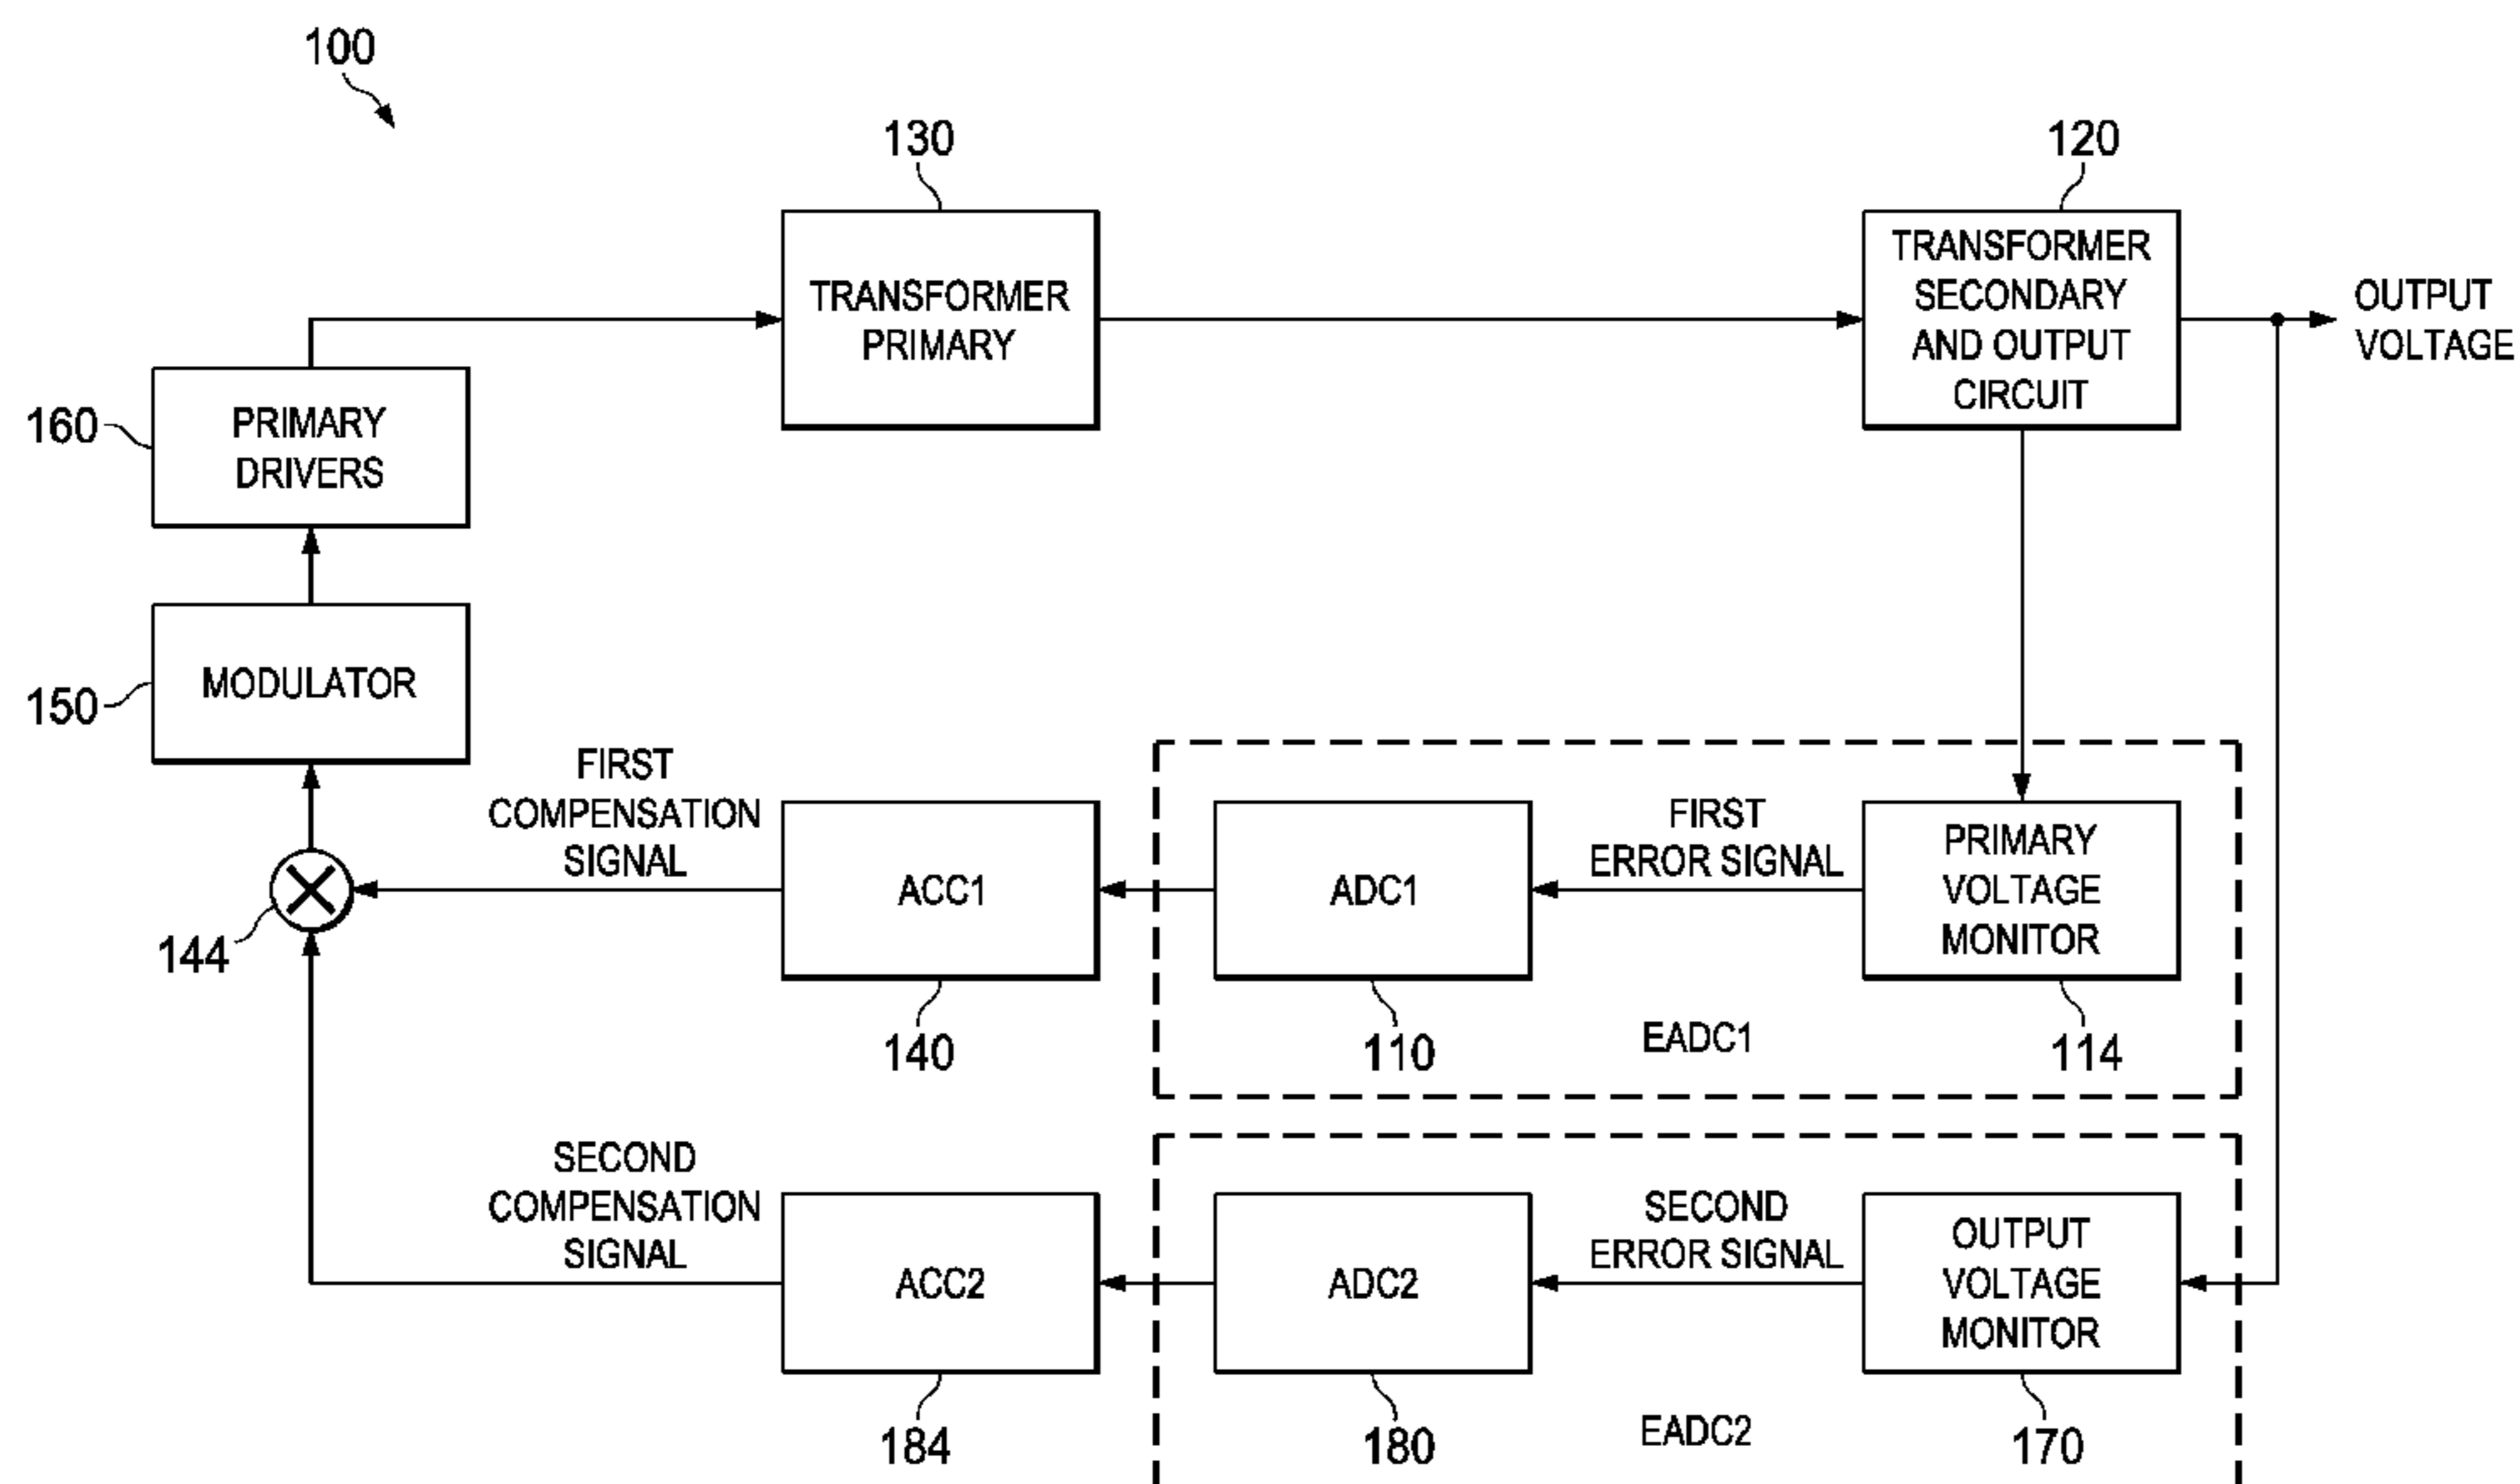 100
130
120
TRANSFORMER
PRIMARY
TRANSFORMER
SECONDARY
AND OUTPUT
CIRCUIT
OUTPUT
VOLTAGE
160
PRIMARY
DRIVERS
150
MODULATOR
FIRST
COMPENSATION
SIGNAL
144
ACC1
140
ADC1
110
FIRST
ERROR SIGNAL
PRIMARY
VOLTAGE
MONITOR
114
EADC1
SECOND
COMPENSATION
SIGNAL
ACC2
184
ADC2
180
SECOND
ERROR SIGNAL
OUTPUT
VOLTAGE
MONITOR
170
EADC2